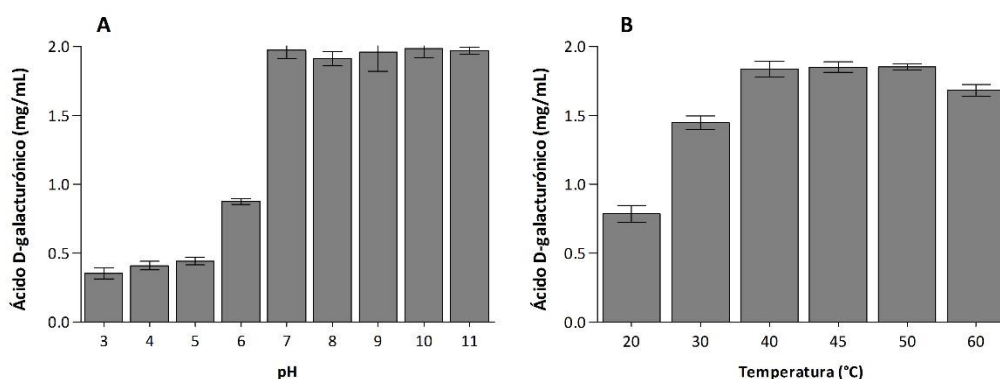 A
Ácido D-galacturónico (mg/mL)
2.0
1.5
1.0
0.5
0.0
3 4 5 6 7 8 9 10 11
pH
B
Ácido D-galacturónico (mg/mL)
2.0
1.5
1.0
0.5
0.0
20 30 40 45 50 60
Temperatura (°C)